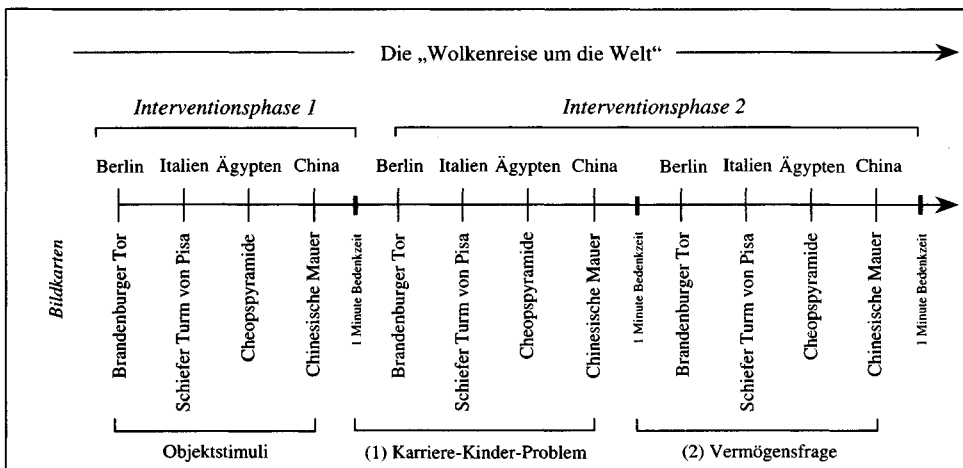 Die „Wolkenreise um die Welt“
Interventionsphase 1
Interventionsphase 2
Berlin Italien Ägypten China Berlin Italien Ägypten China Berlin Italien Ägypten China
Bildkarten
Brandenburger Tor
Schiefer Turm von Pisa
Cheopspyramide
Chinesische Mauer
1 Minute Bedenkzeit
Brandenburger Tor
Schiefer Turm von Pisa
Cheopspyramide
Chinesische Mauer
1 Minute Bedenkzeit
Brandenburger Tor
Schiefer Turm von Pisa
Cheopspyramide
Chinesische Mauer
1 Minute Bedenkzeit
Objektstimuli
(1) Karriere-Kinder-Problem
(2) Vermögensfrage